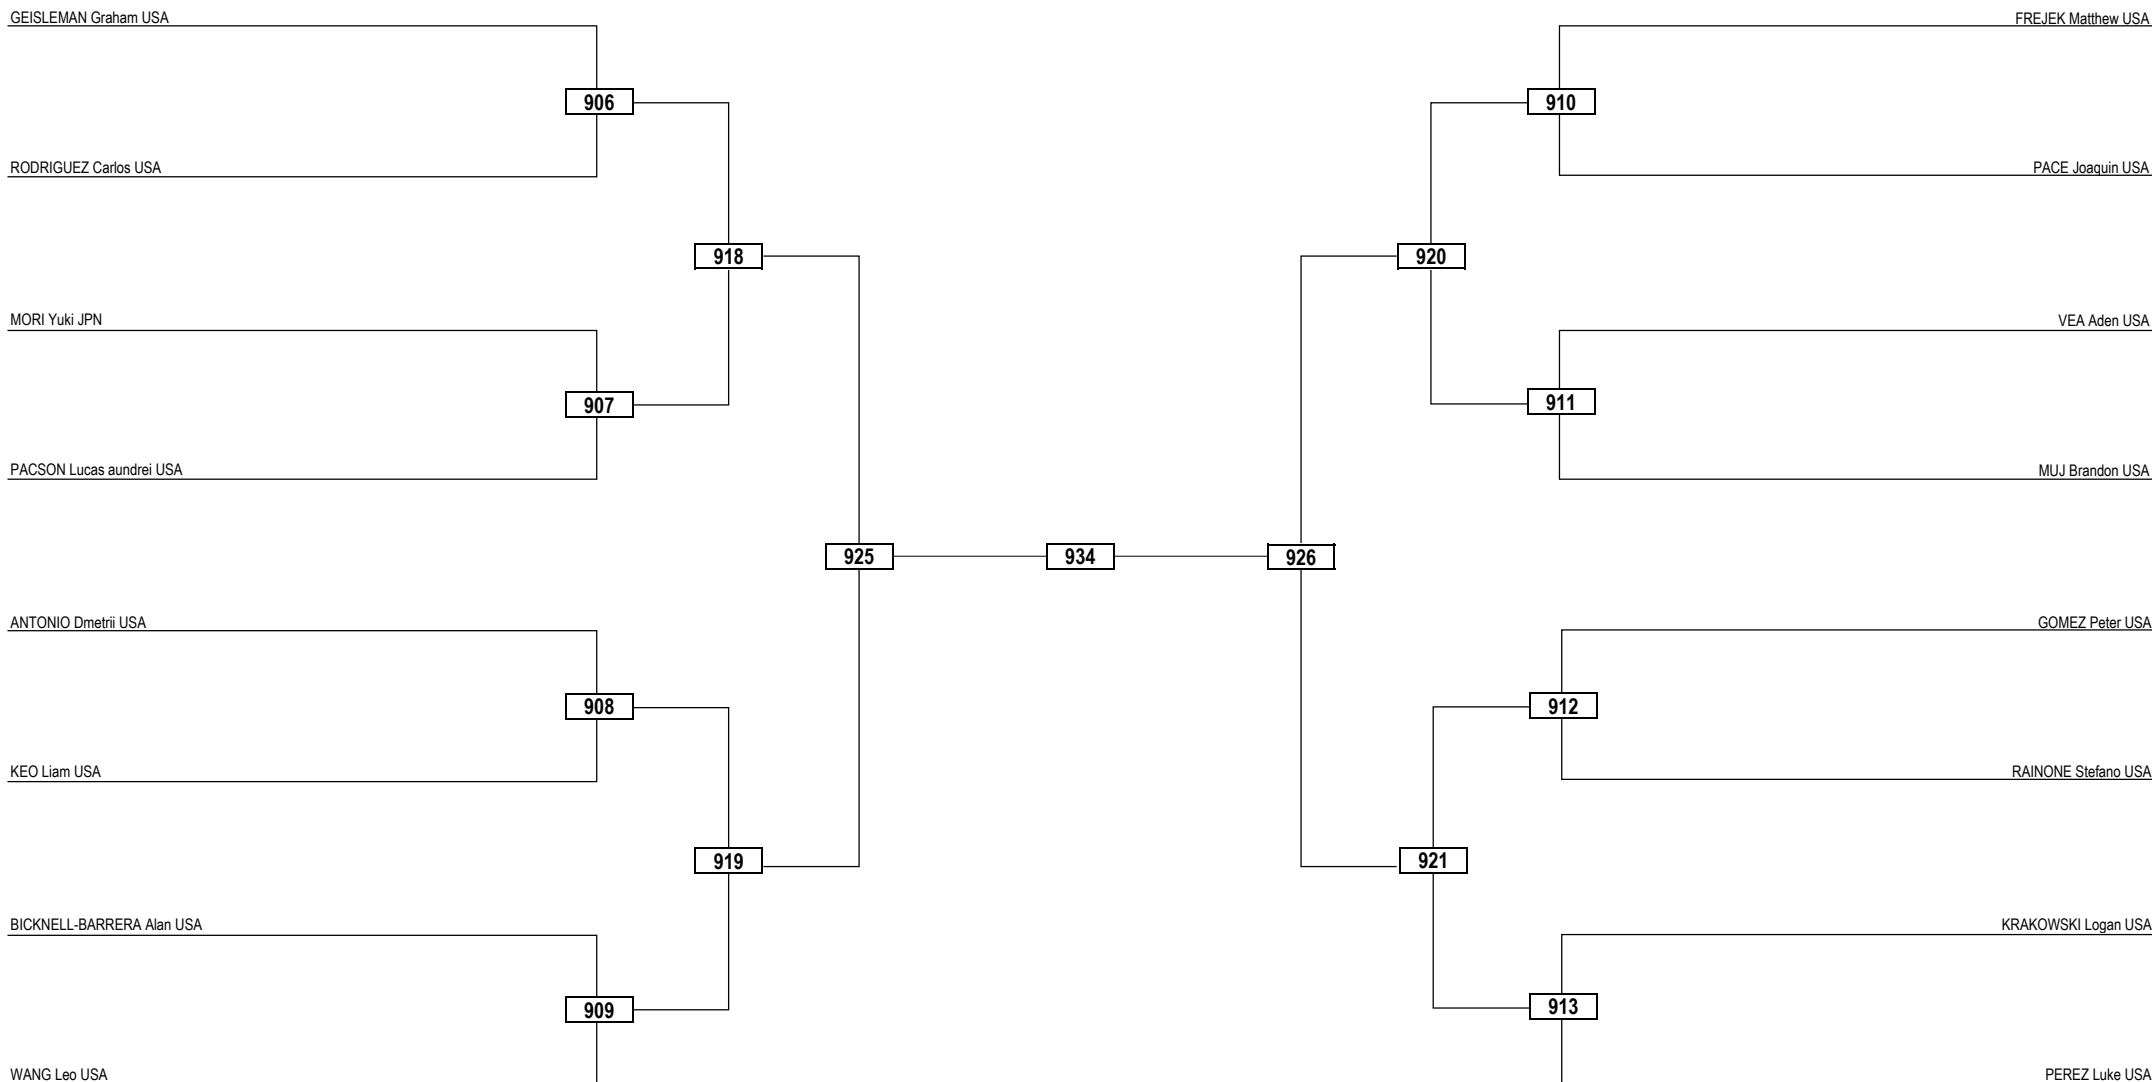 GEISLEMAN Graham USA
FREJEK Matthew USA
906
910
RODRIGUEZ Carlos USA
PACE Joaquin USA
918
920
MORI Yuki JPN
VEA Aden USA
907
911
PACSON Lucas aundrei USA
MUJ Brandon USA
925
934
926
ANTONIO Dmetrii USA
GOMEZ Peter USA
908
912
KEO Liam USA
RAINONE Stefano USA
919
921
BICKNELL-BARRERA Alan USA
KRAKOWSKI Logan USA
909
913
WANG Leo USA
PEREZ Luke USA